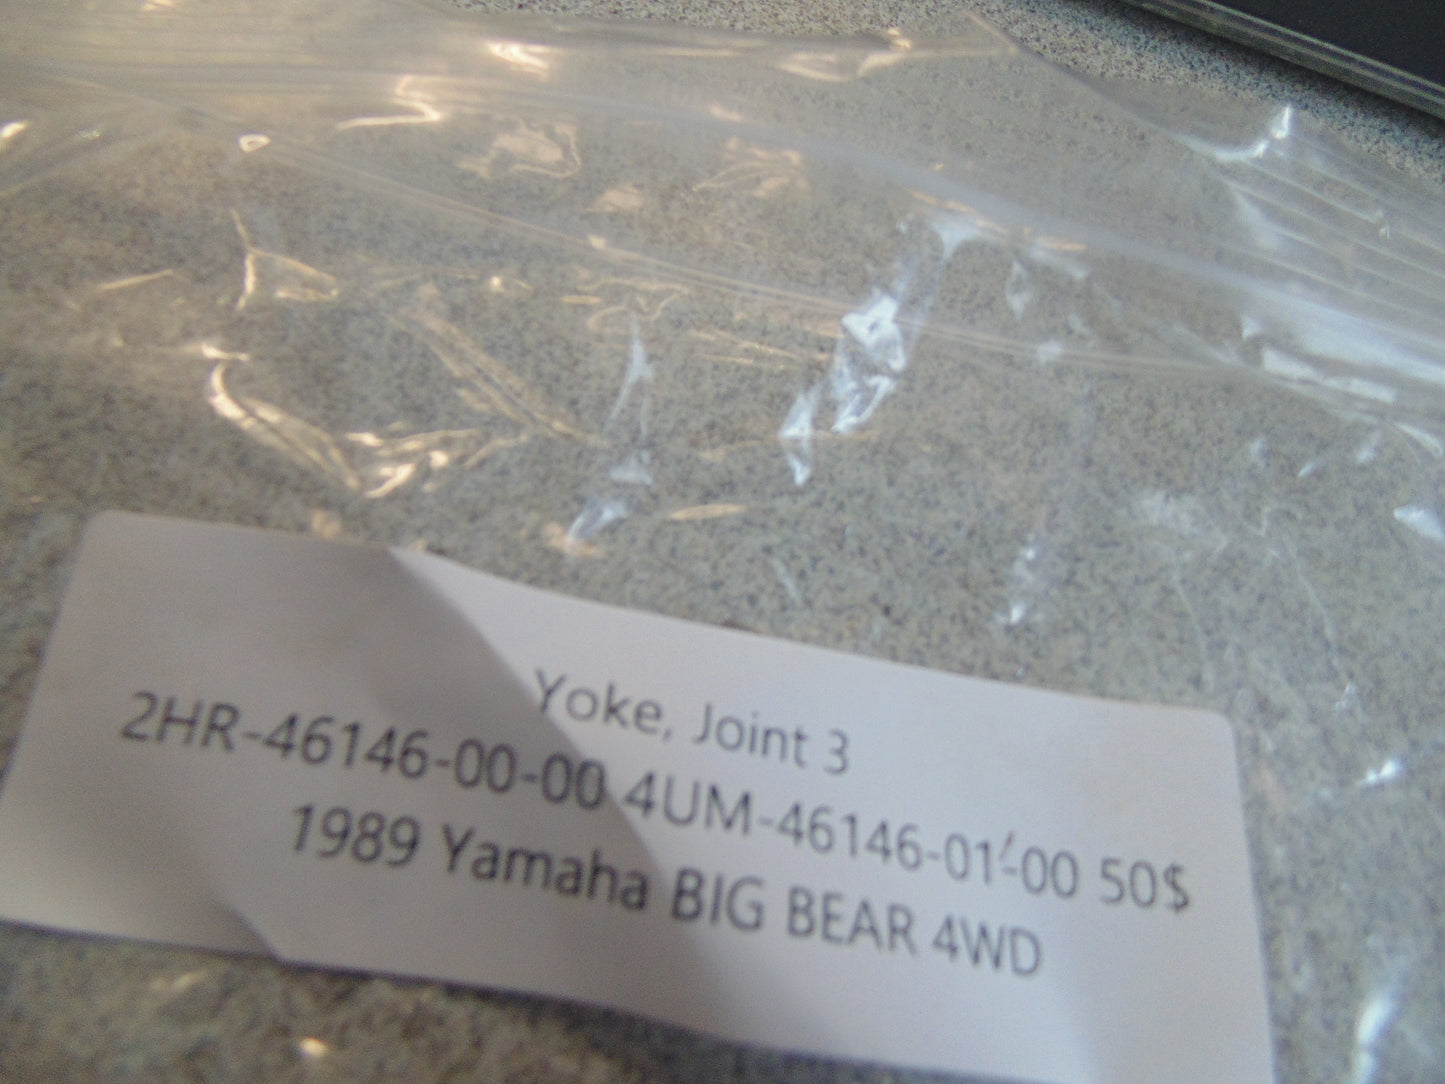 Yoke, Joint 3
2HR-46146-00-00 4UM-46146-01-00 50$
1989 Yamaha BIG BEAR 4WD